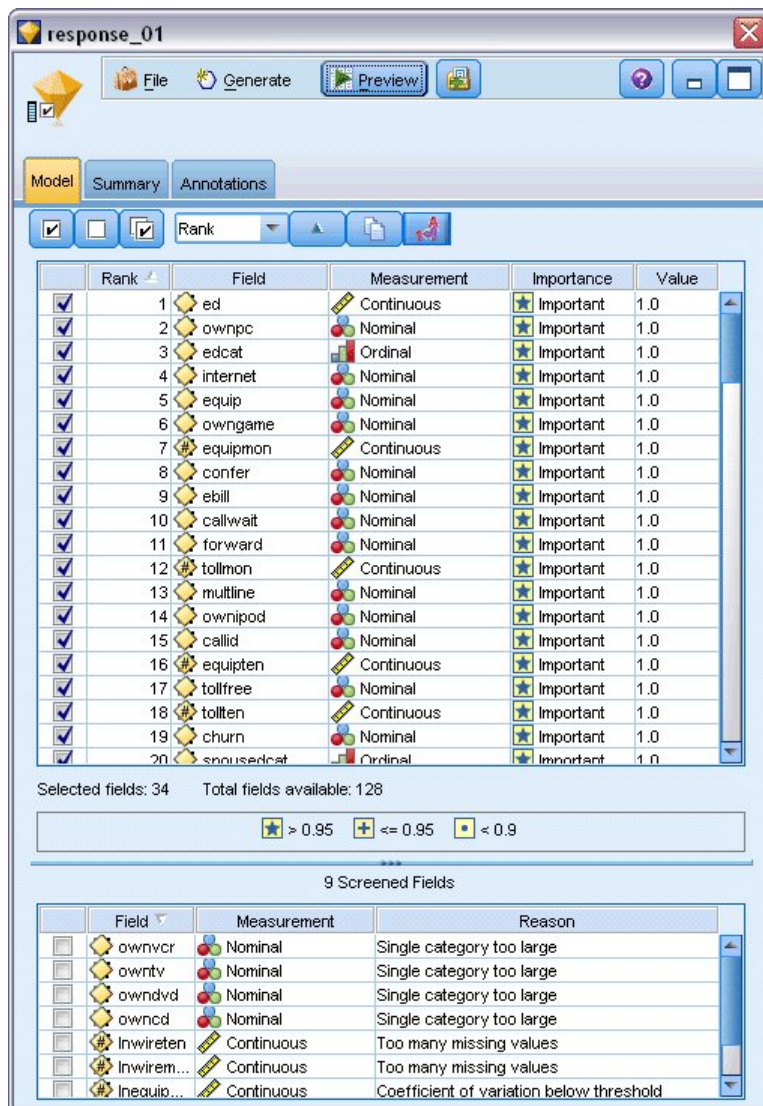 response_01
File Generate Preview
Model Summary Annotations
Rank
Rank Field Measurement Importance Value
1 ed Continuous Important 1.0
2 ownpc Nominal Important 1.0
3 edcat Ordinal Important 1.0
4 internet Nominal Important 1.0
5 equip Nominal Important 1.0
6 owngame Nominal Important 1.0
7 equipmon Continuous Important 1.0
8 confer Nominal Important 1.0
9 ebill Nominal Important 1.0
10 callwait Nominal Important 1.0
11 forward Nominal Important 1.0
12 tollmon Continuous Important 1.0
13 multline Nominal Important 1.0
14 ownipod Nominal Important 1.0
15 callid Nominal Important 1.0
16 equipten Continuous Important 1.0
17 tollfree Nominal Important 1.0
18 tollten Continuous Important 1.0
19 churn Nominal Important 1.0
20 spousedcat Ordinal Important 1.0
Selected fields: 34 Total fields available: 128
> 0.95 <= 0.95 < 0.9
9 Screened Fields
Field Measurement Reason
ownvcr Nominal Single category too large
owntv Nominal Single category too large
owndvd Nominal Single category too large
owncd Nominal Single category too large
lnwireten Continuous Too many missing values
lnwirem... Continuous Too many missing values
lnequip... Continuous Coefficient of variation below threshold